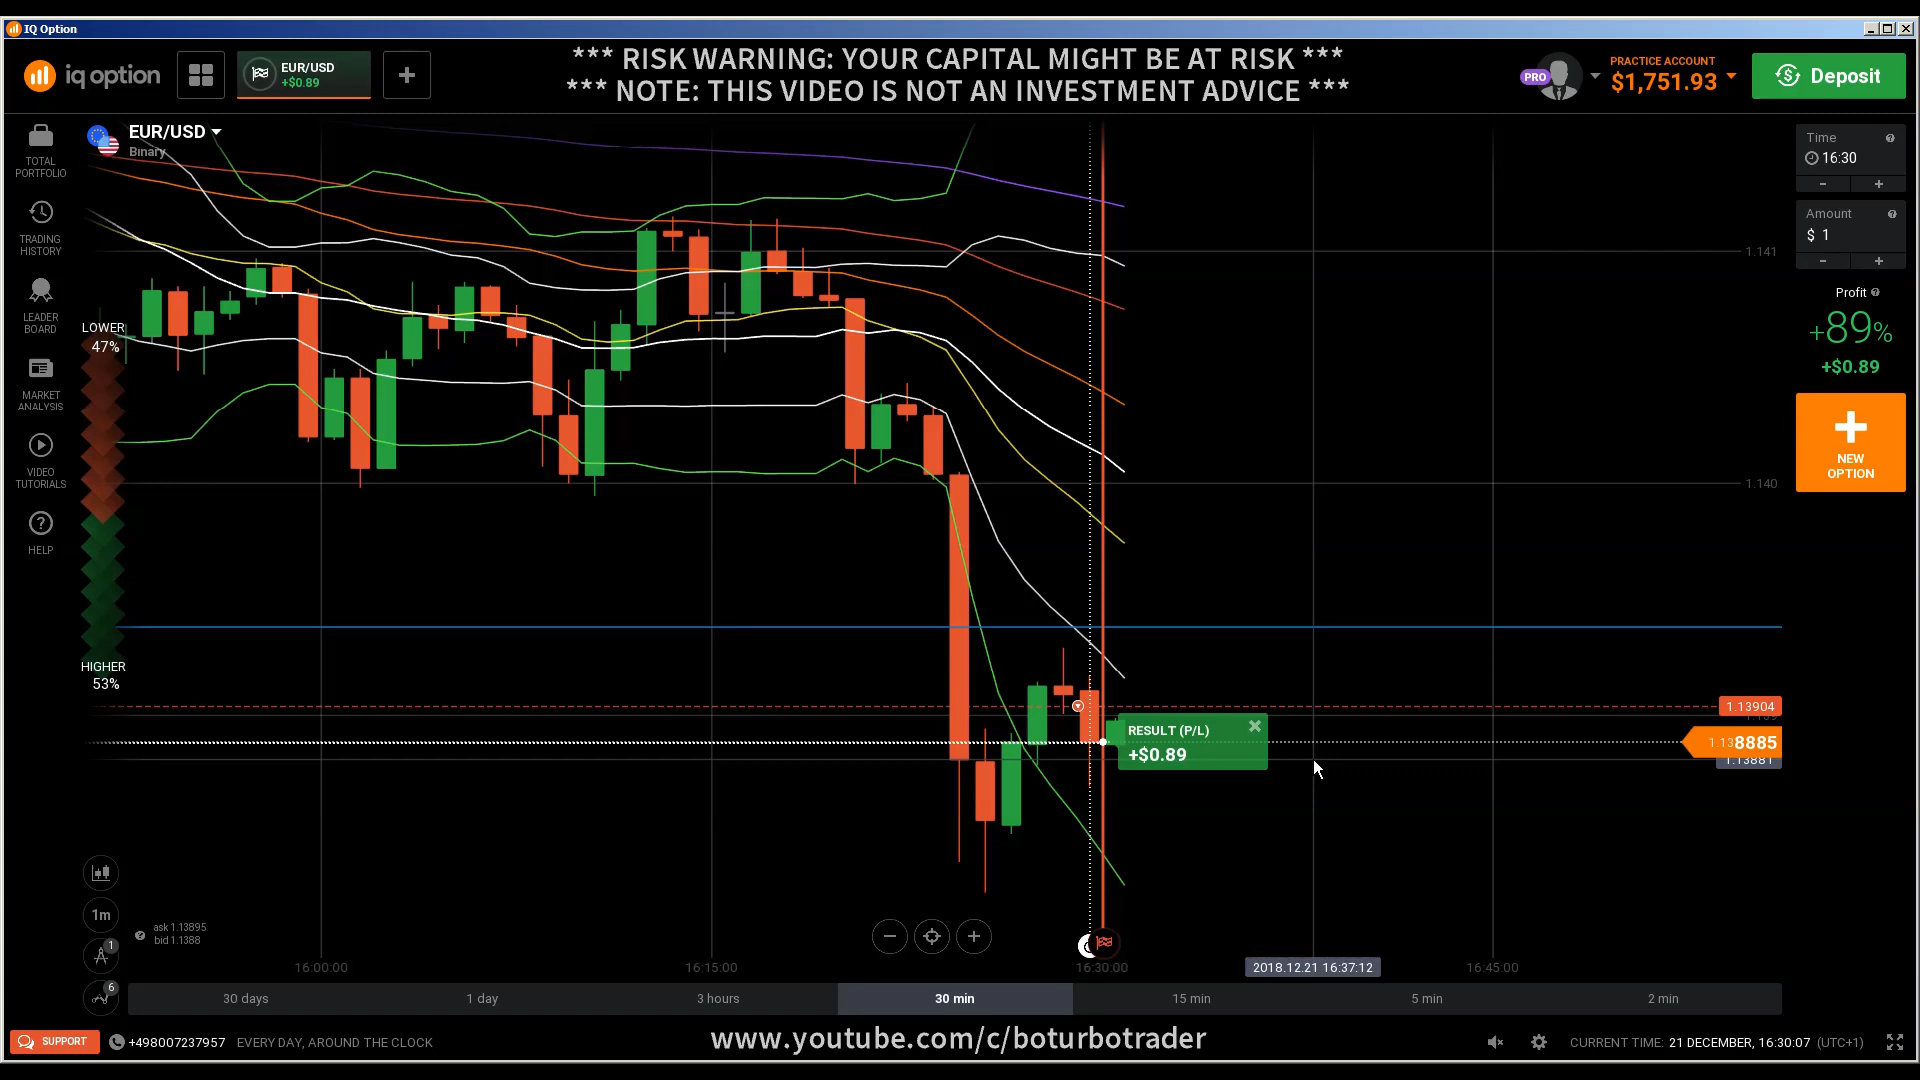 IQ Option
iq option
EUR/USD
+$0.89
*** RISK WARNING: YOUR CAPITAL MIGHT BE AT RISK ***
*** NOTE: THIS VIDEO IS NOT AN INVESTMENT ADVICE ***
PRO
PRACTICE ACCOUNT
$1,751.93
Deposit
TOTAL
PORTFOLIO
TRADING
HISTORY
LEADER
BOARD
MARKET
ANALYSIS
VIDEO
TUTORIALS
HELP
EUR/USD
Binary
LOWER
47%
HIGHER
53%
1.141
1.140
1.13904
1.138885
1.13881
RESULT (P/L)
+$0.89
Time
16:30
Amount
$ 1
Profit
+89%
+$0.89
NEW
OPTION
1m
1
6
ask 1.13895
bid 1.1388
16:00:00
16:15:00
16:30:00
2018.12.21 16:37:12
16:45:00
30 days
1 day
3 hours
30 min
15 min
5 min
2 min
SUPPORT
+498007237957
EVERY DAY, AROUND THE CLOCK
www.youtube.com/c/boturbotrader
CURRENT TIME: 21 DECEMBER, 16:30:07 (UTC+1)